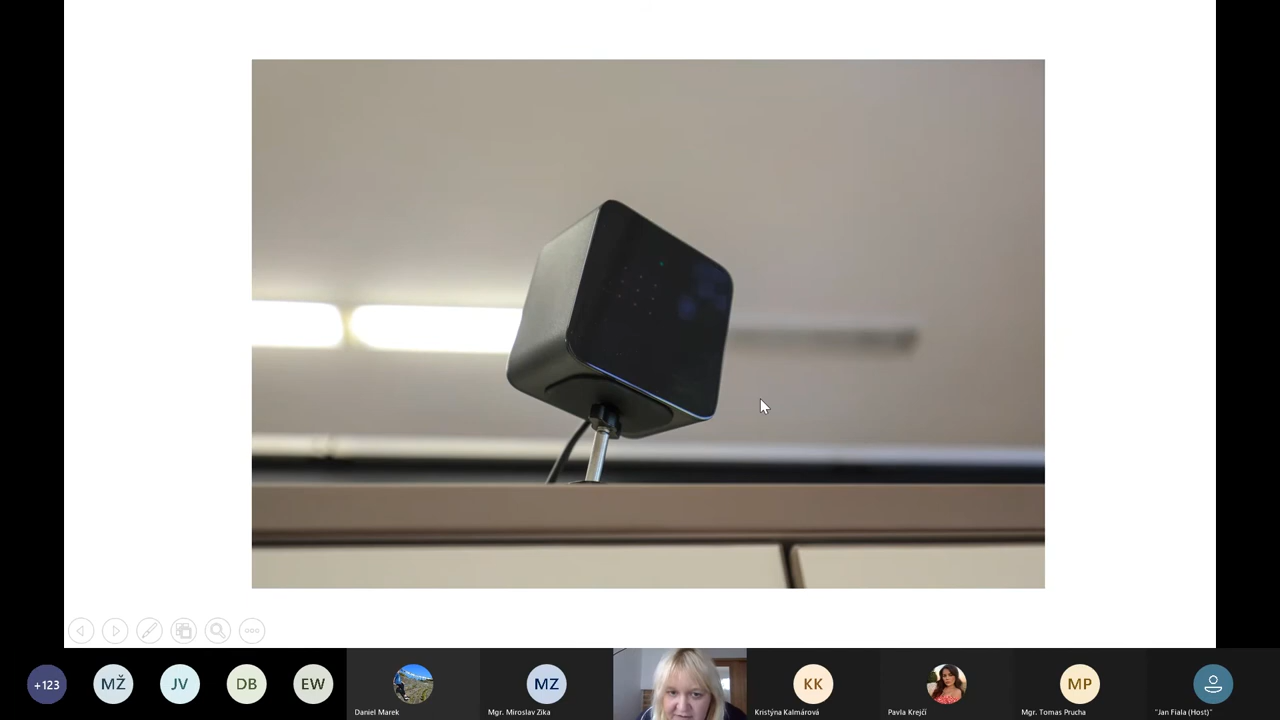 +123
MŽ
JV
DB
EW
MZ
KK
MP
Daniel Marek
Mgr. Miroslav Zika
Kristýna Kalmárová
Pavla Krejčí
Mgr. Tomas Prucha
"Jan Fiala (Host)"